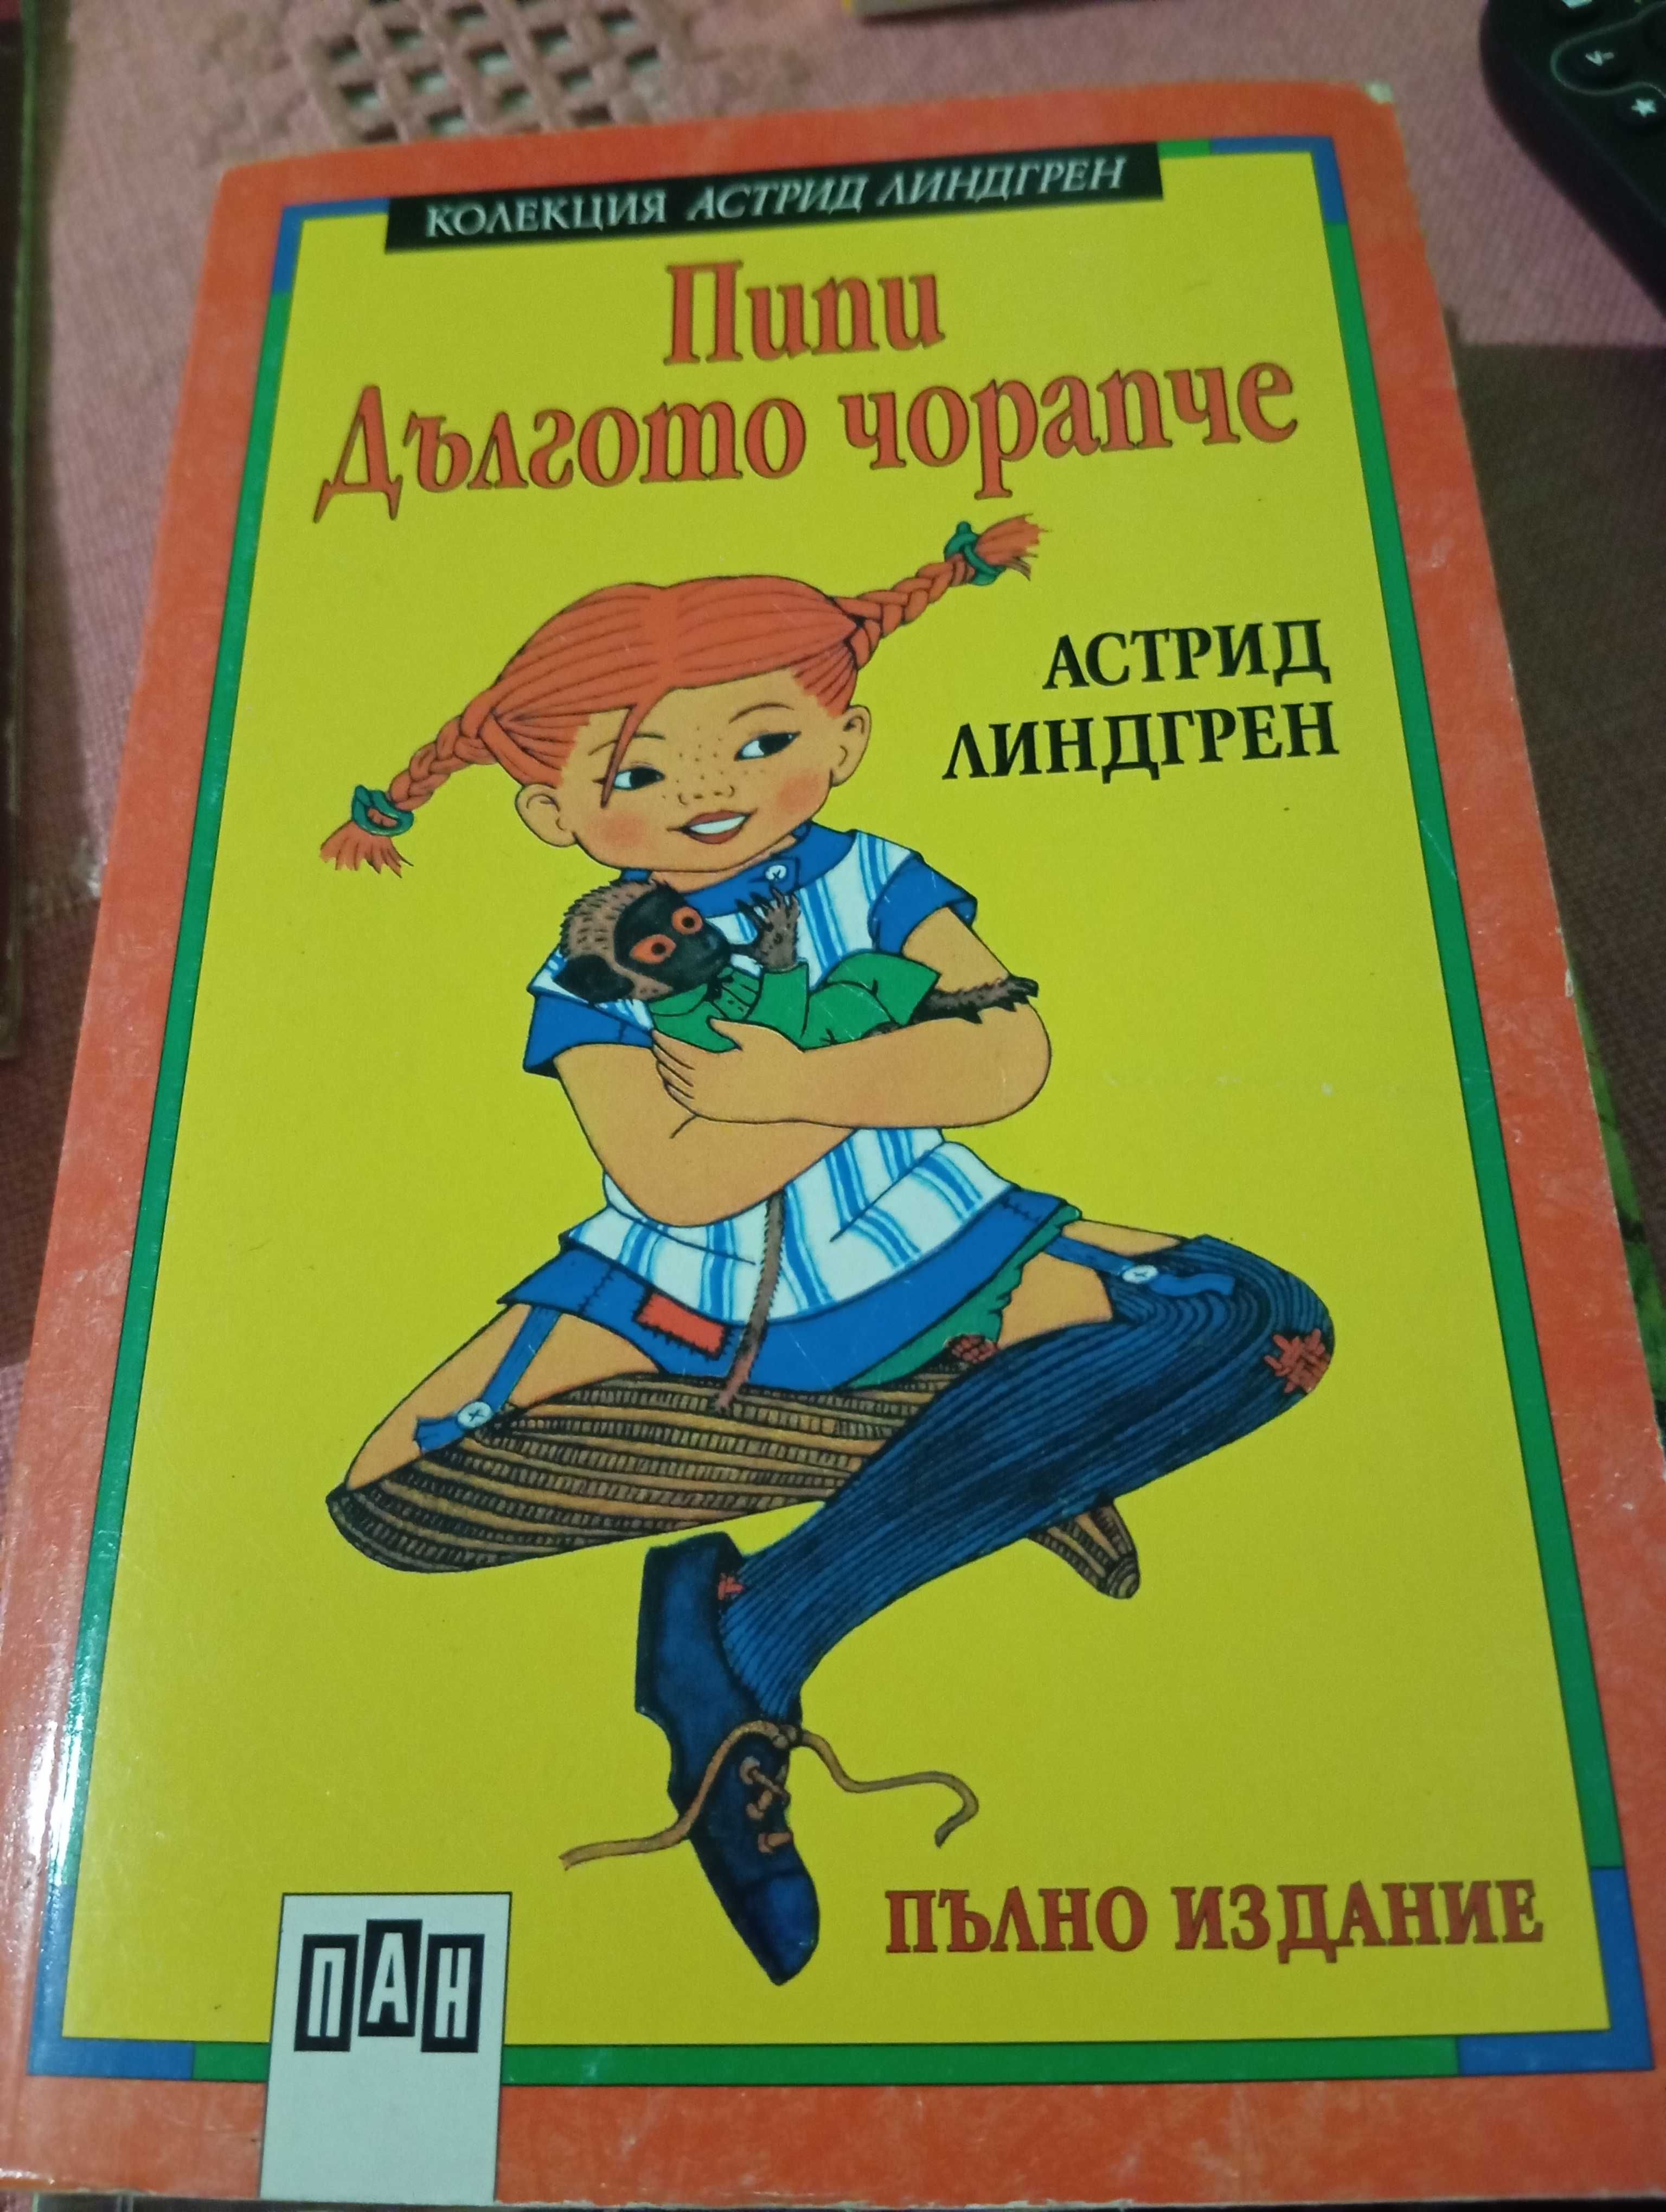 КОЛЕКЦИЯ АСТРИД ЛИНДГРЕН
Пипи
Дългото чорапче
АСТРИД
ЛИНДГРЕН
ПЪЛНО ИЗДАНИЕ
ПАН